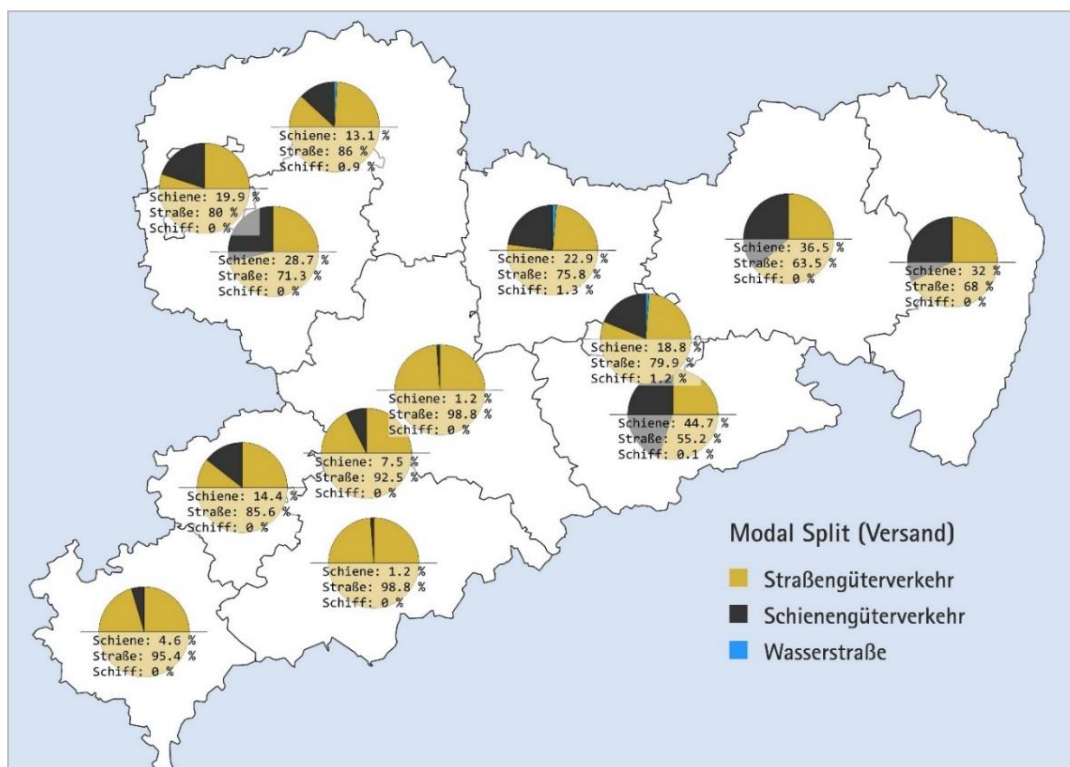 Schiene: 13.1 %
Straße: 86 %
Schiff: 0.9 %
Schiene: 19.9 %
Straße: 80 %
Schiff: 0 %
Schiene: 28.7 %
Straße: 71.3 %
Schiff: 0 %
Schiene: 22.9 %
Straße: 75.8 %
Schiff: 1.3 %
Schiene: 36.5 %
Straße: 63.5 %
Schiff: 0 %
Schiene: 32 %
Straße: 68 %
Schiff: 0 %
Schiene: 18.8 %
Straße: 79.9 %
Schiff: 1.2 %
Schiene: 44.7 %
Straße: 55.2 %
Schiff: 0.1 %
Schiene: 1.2 %
Straße: 98.8 %
Schiff: 0 %
Schiene: 7.5 %
Straße: 92.5 %
Schiff: 0 %
Schiene: 14.4 %
Straße: 85.6 %
Schiff: 0 %
Schiene: 1.2 %
Straße: 98.8 %
Schiff: 0 %
Schiene: 4.6 %
Straße: 95.4 %
Schiff: 0 %
Modal Split (Versand)
Straßengüterverkehr
Schienengüterverkehr
Wasserstraße